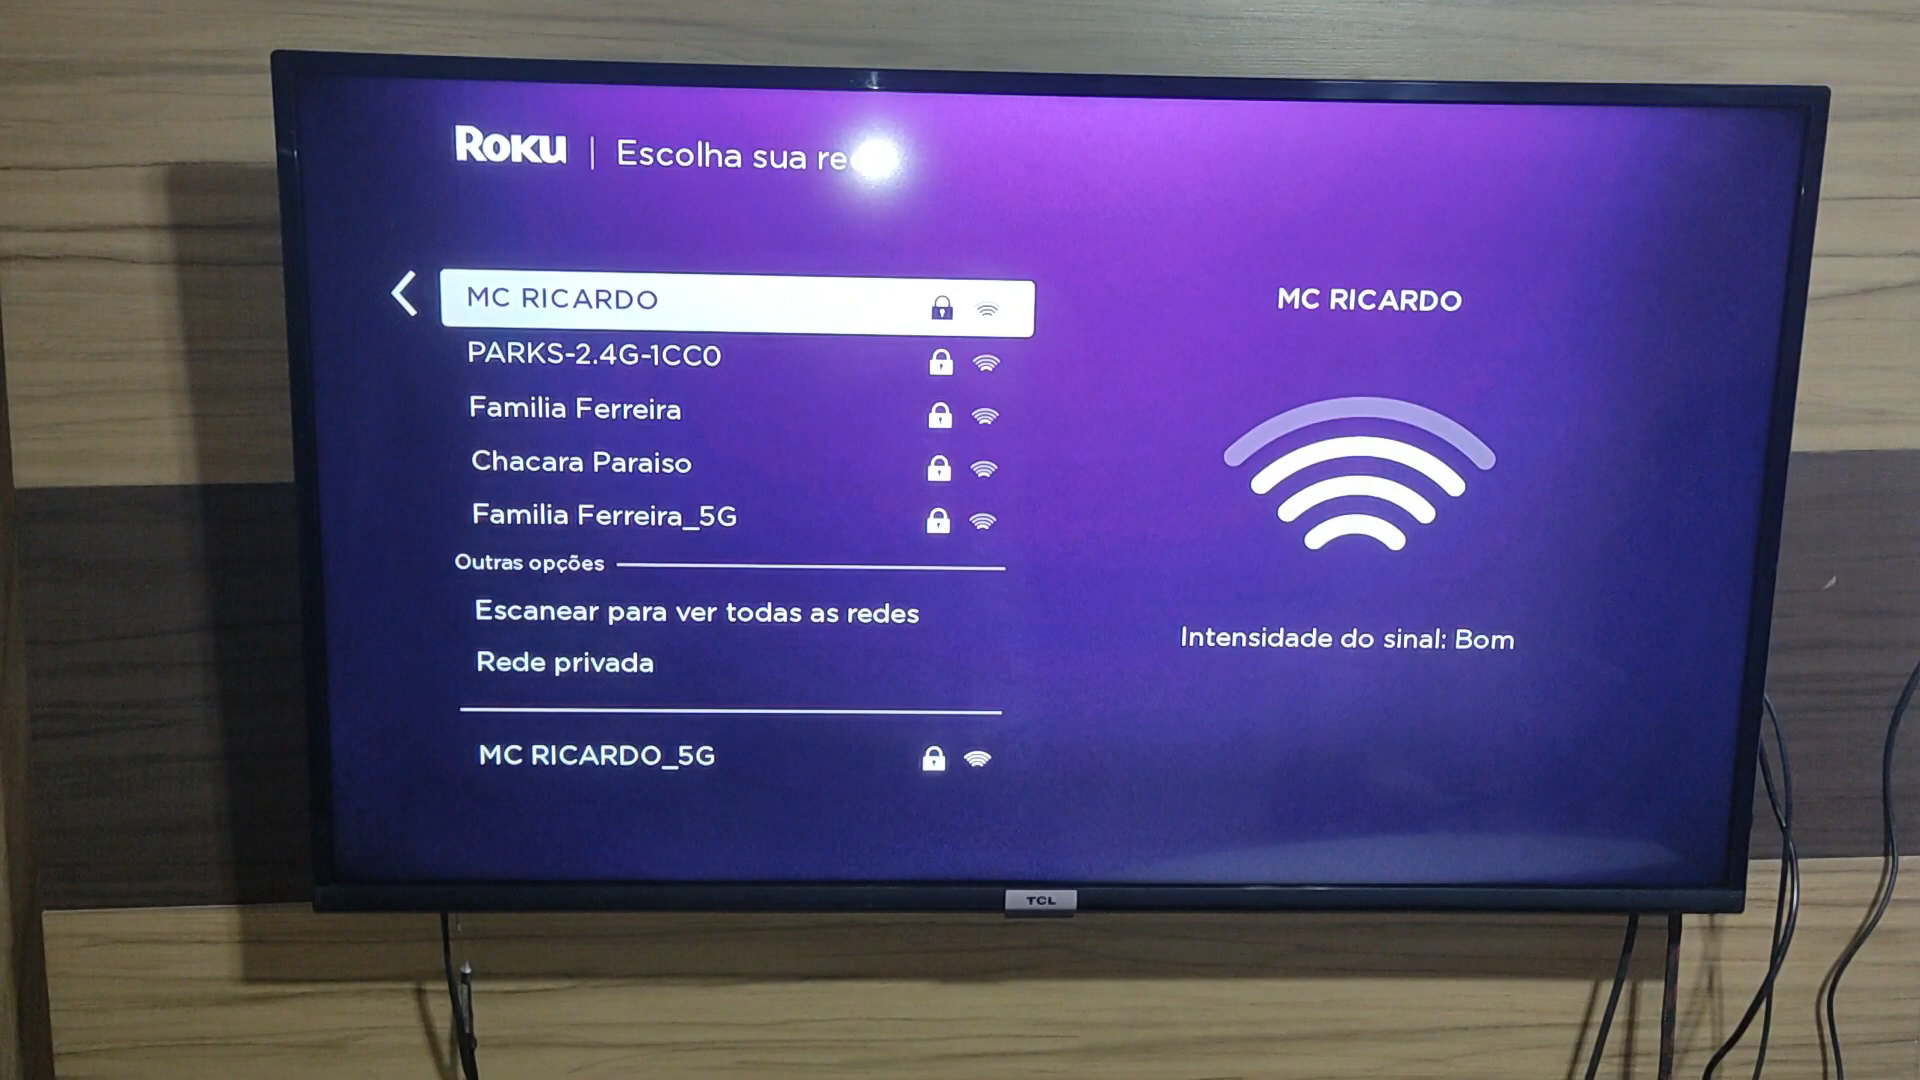 Roku | Escolha sua
MC RICARDO
PARKS-2.4G-1CC0
Familia Ferreira
Chacara Paraiso
Familia Ferreira_5G
Outras opções
Escanear para ver todas as redes
Rede privada
MC RICARDO_5G
MC RICARDO
Intensidade do sinal: Bom
TCL